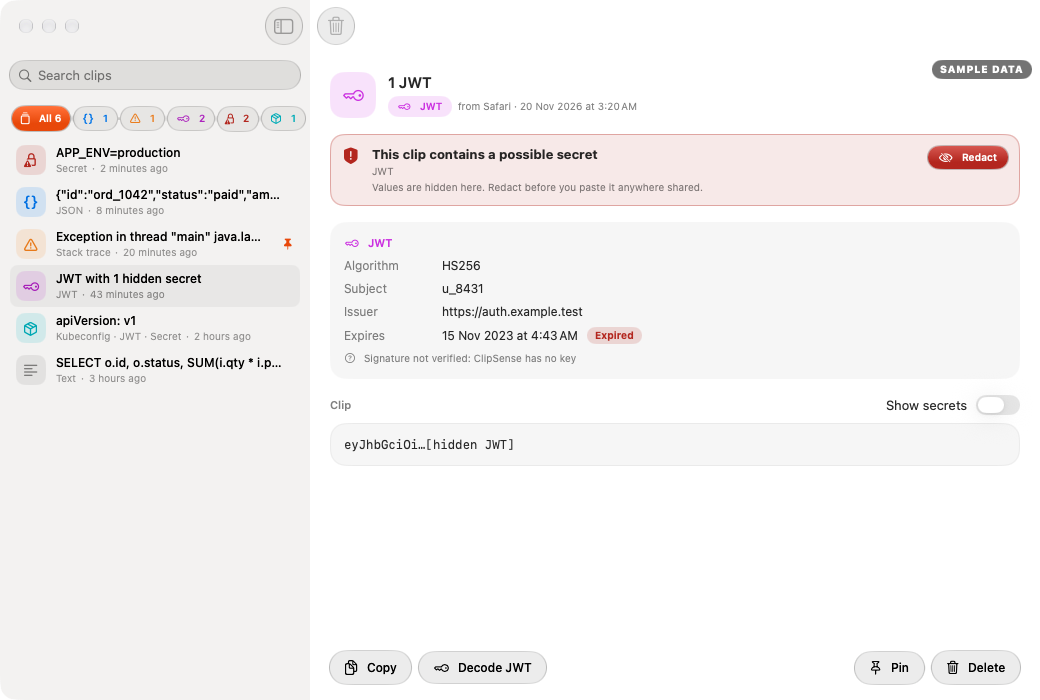 Search clips
All 6
{} 1
1
2
2
1
APP_ENV=production
Secret · 2 minutes ago
{}
{"id":"ord_1042","status":"paid","am...
JSON · 8 minutes ago
Exception in thread "main" java.la...
Stack trace · 20 minutes ago
JWT with 1 hidden secret
JWT · 43 minutes ago
apiVersion: v1
Kubeconfig · JWT · Secret · 2 hours ago
SELECT o.id, o.status, SUM(i.qty * i.p...
Text · 3 hours ago
SAMPLE DATA
1 JWT
JWT from Safari · 20 Nov 2026 at 3:20 AM
This clip contains a possible secret
JWT
Values are hidden here. Redact before you paste it anywhere shared.
Redact
JWT
Algorithm HS256
Subject u_8431
Issuer https://auth.example.test
Expires 15 Nov 2023 at 4:43 AM Expired
Signature not verified: ClipSense has no key
Clip
Show secrets
eyJhbGciOi…[hidden JWT]
Copy
Decode JWT
Pin
Delete